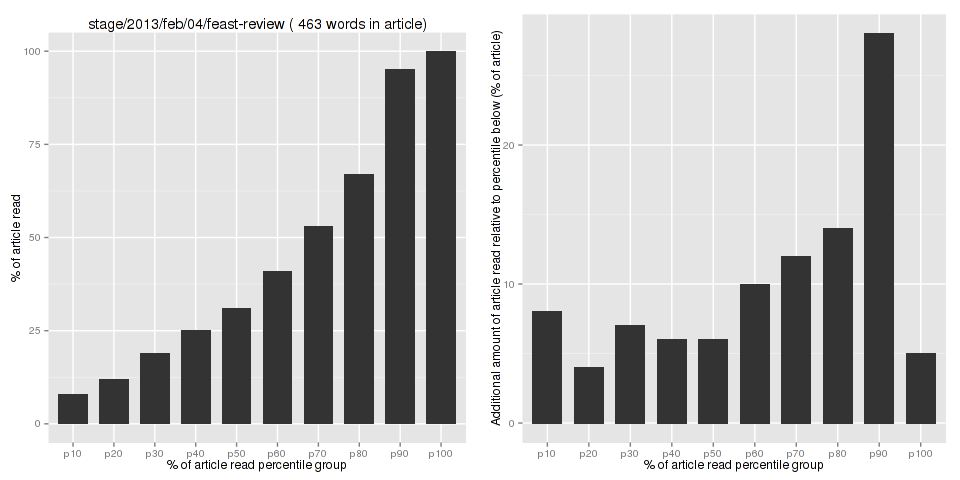 stage/2013/feb/04/feast-review ( 463 words in article)
% of article read
100
75
50
25
0
p10 p20 p30 p40 p50 p60 p70 p80 p90 p100
% of article read percentile group
Additional amount of article read relative to percentile below (% of article)
20
10
0
p10 p20 p30 p40 p50 p60 p70 p80 p90 p100
% of article read percentile group